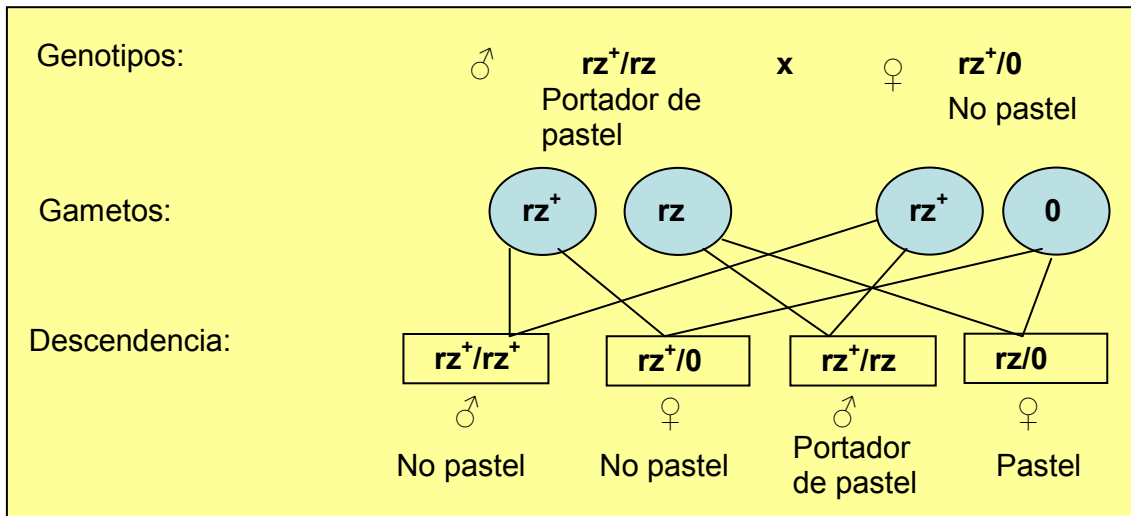 Genotipos: ♂ rz⁺/rz x ♀ rz⁺/0
Portador de pastel No pastel
Gametos: rz⁺ rz rz⁺ 0
Descendencia: rz⁺/rz⁺ rz⁺/0 rz⁺/rz rz/0
♂ ♀ ♂ ♀
No pastel No pastel Portador de pastel Pastel